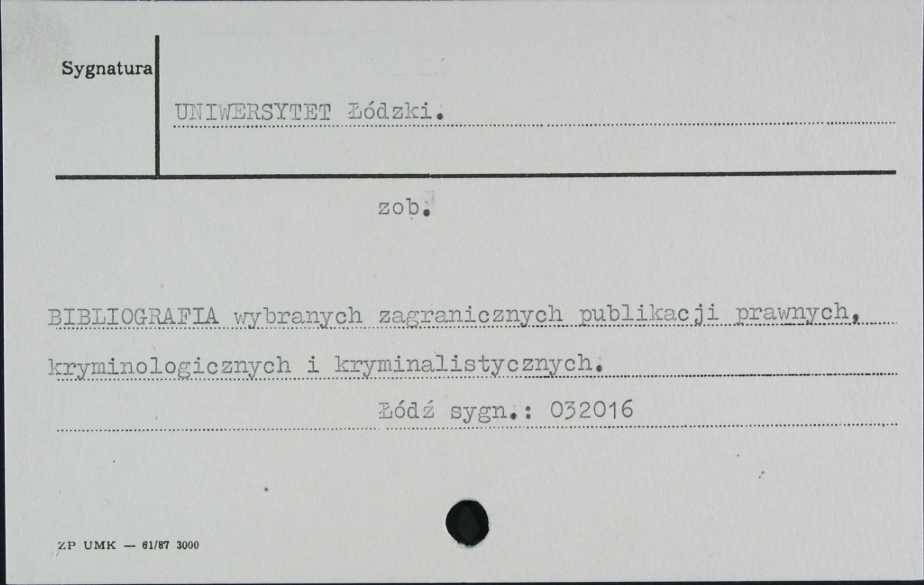 Sygnatura
UNIWERSYTET Łódzki.
zob.
BIBLIOGRAFIA wybranych zagranicznych publikacji prawnych,
kryminologicznych i kryminalistycznych.
Łódź sygn.: 032016
ZP UMK — 61/87 3000